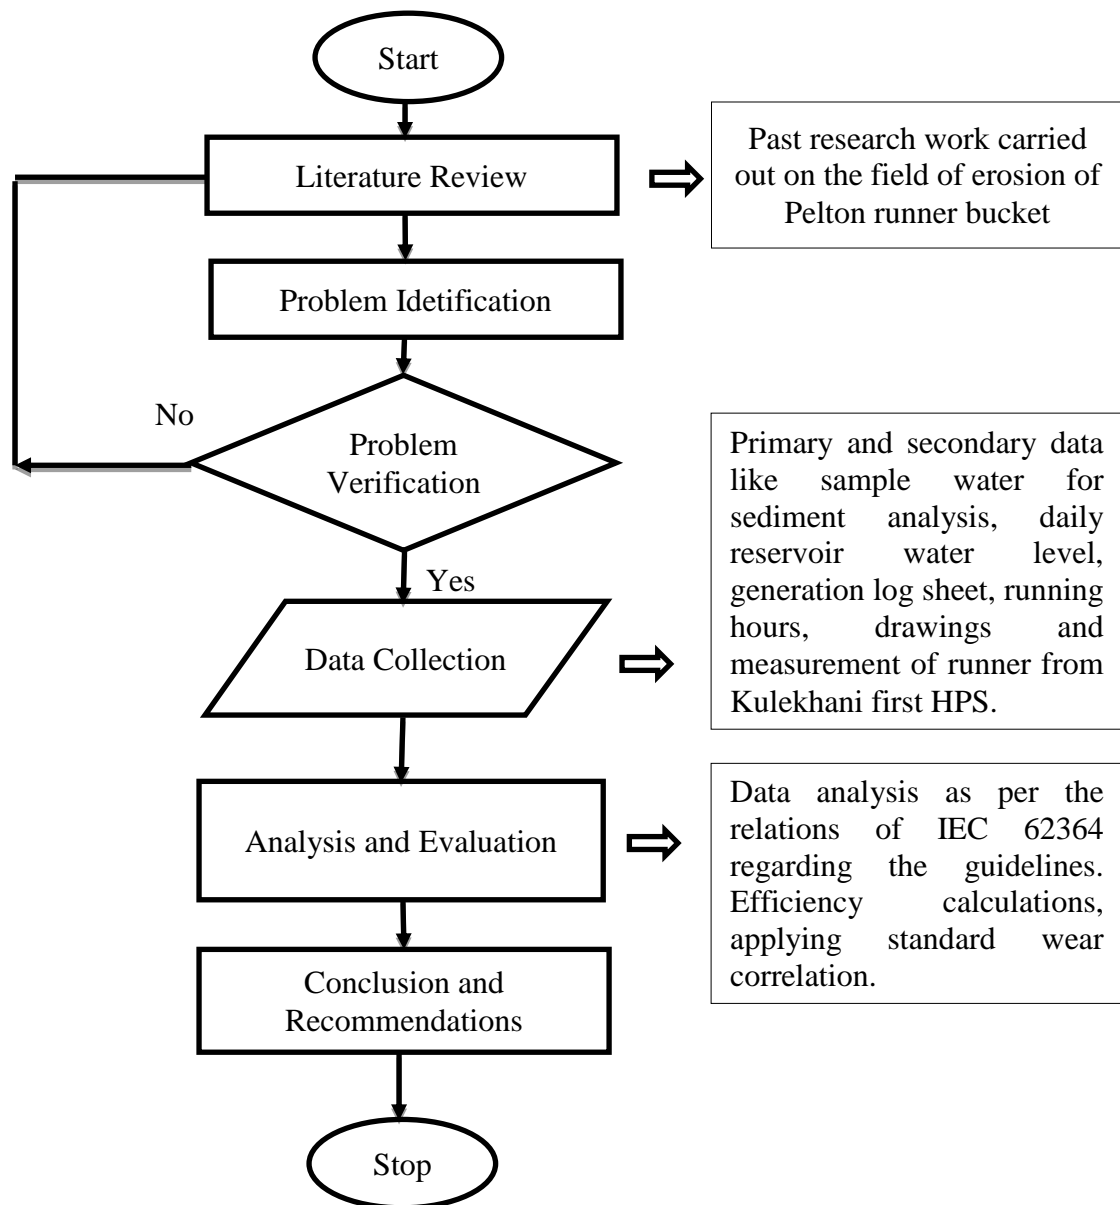 Start
Literature Review
Past research work carried
out on the field of erosion of
Pelton runner bucket
Problem Idetification
No
Problem
Verification
Yes
Primary and secondary data
like sample water for
sediment analysis, daily
reservoir water level,
generation log sheet, running
hours, drawings and
measurement of runner from
Kulekhani first HPS.
Data Collection
Analysis and Evaluation
Data analysis as per the
relations of IEC 62364
regarding the guidelines.
Efficiency calculations,
applying standard wear
correlation.
Conclusion and
Recommendations
Stop